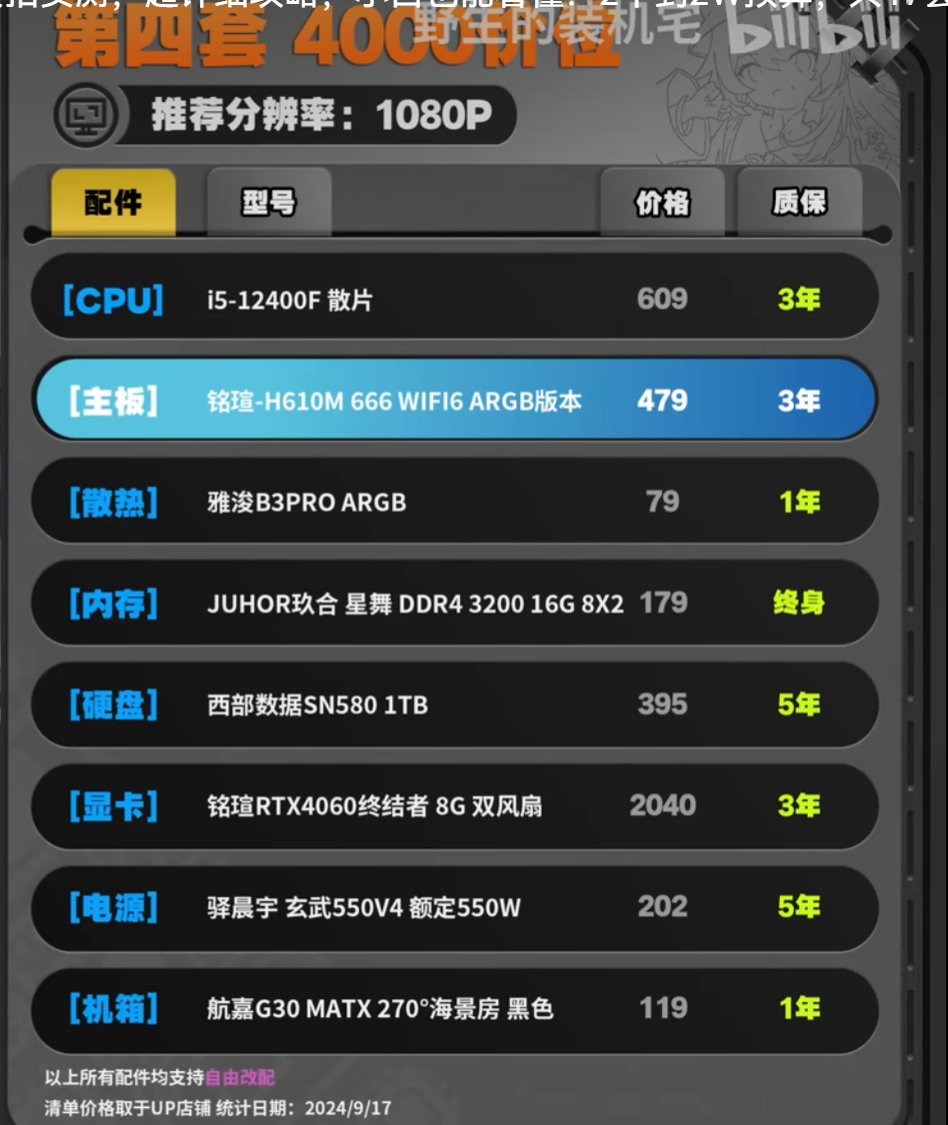 第四套 4000价位
野生的装机宅 bilibili
推荐分辨率：1080P
配件 型号 价格 质保
[CPU] i5-12400F 散片 609 3年
[主板] 铭瑄-H610M 666 WIFI6 ARGB版本 479 3年
[散热] 雅浚B3PRO ARGB 79 1年
[内存] JUHOR玖合 星舞 DDR4 3200 16G 8X2 179 终身
[硬盘] 西部数据SN580 1TB 395 5年
[显卡] 铭瑄RTX4060终结者 8G 双风扇 2040 3年
[电源] 驿晨宇 玄武550V4 额定550W 202 5年
[机箱] 航嘉G30 MATX 270°海景房 黑色 119 1年
以上所有配件均支持自由改配
清单价格取于UP店铺 统计日期：2024/9/17